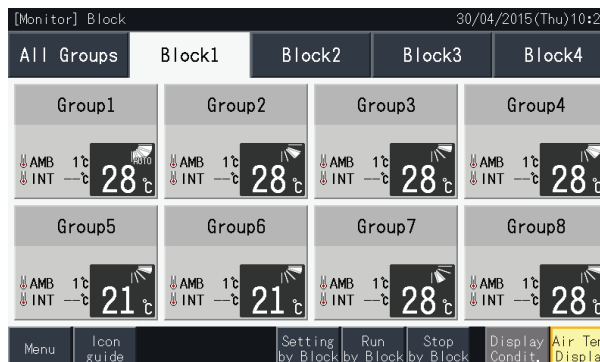 [Monitor] Block 30/04/2015(Thu)10:2
All Groups Block1 Block2 Block3 Block4
Group1 Group2 Group3 Group4
AMB 1℃ AUTO AMB 1℃ AMB 1℃ AMB 1℃
INT --℃ 28℃ INT --℃ 28℃ INT --℃ 28℃ INT --℃ 28℃
Group5 Group6 Group7 Group8
AMB 1℃ AMB 1℃ AMB 1℃ AMB 1℃
INT --℃ 21℃ INT --℃ 21℃ INT --℃ 28℃ INT --℃ 28
Menu Icon Setting Run Stop Display Air Te
guide by Block by Block by Block Condit. Displa